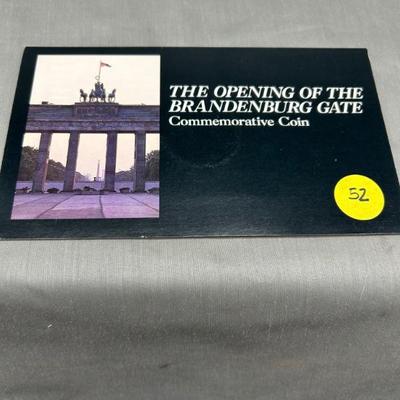 THE OPENING OF THE
BRANDENBURG GATE
Commemorative Coin
52